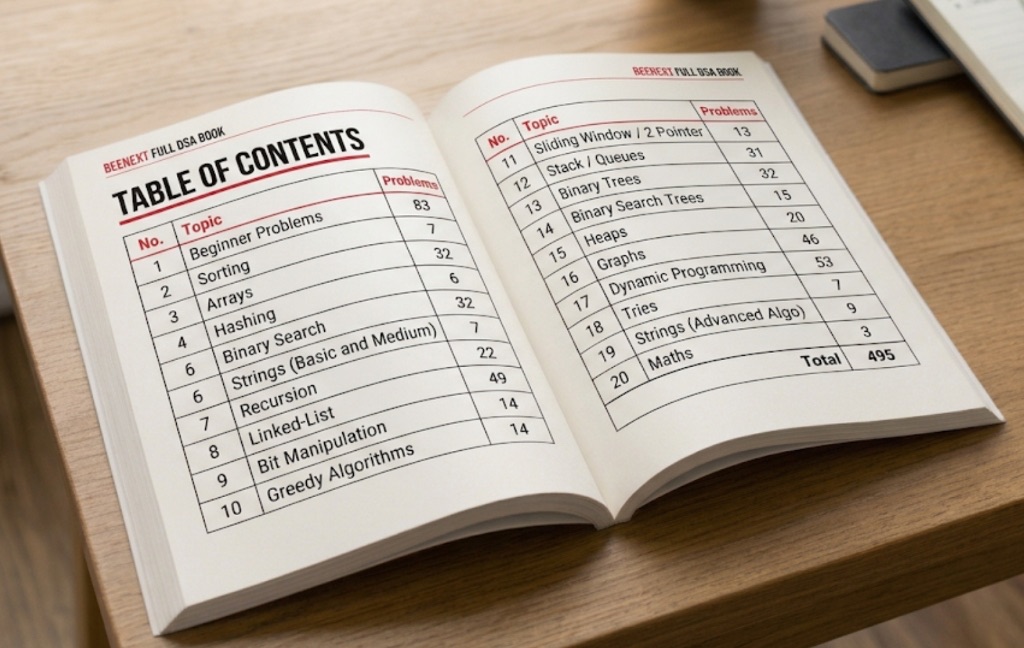 BEENEXT FULL DSA BOOK
TABLE OF CONTENTS
No. Topic Problems
1 Beginner Problems 83
2 Sorting 7
3 Arrays 32
4 Hashing 6
6 Binary Search 32
6 Strings (Basic and Medium) 7
7 Recursion 22
8 Linked-List 49
9 Bit Manipulation 14
10 Greedy Algorithms 14
BEENEXT FULL DSA BOOK
No. Topic Problems
11 Sliding Window / 2 Pointer 13
12 Stack / Queues 31
13 Binary Trees 32
14 Binary Search Trees 15
15 Heaps 20
16 Graphs 46
17 Dynamic Programming 53
18 Tries 7
19 Strings (Advanced Algo) 9
20 Maths 3
Total 495